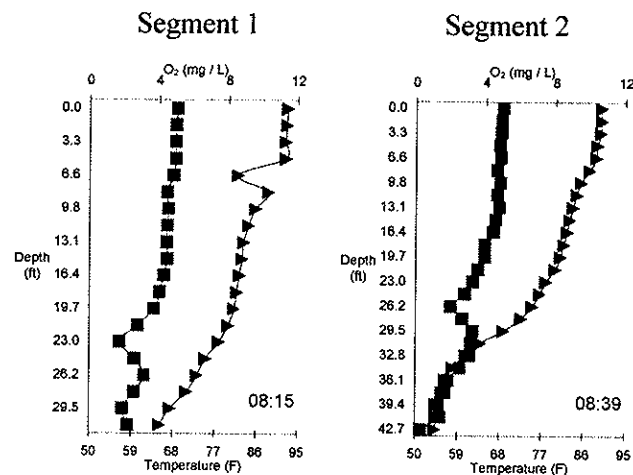 Segment 1
0 4 8 12
O₂ (mg / L)
0.0
3.3
6.6
9.8
13.1
Depth
(ft)
16.4
19.7
23.0
26.2
29.5
08:15
50 59 68 77 86 95
Temperature (F)
Segment 2
0 4 8 12
O₂ (mg / L)
0.0
3.3
6.6
9.8
13.1
16.4
19.7
Depth
(ft)
23.0
26.2
29.5
32.8
36.1
39.4
42.7
08:39
50 59 68 77 86 95
Temperature (F)